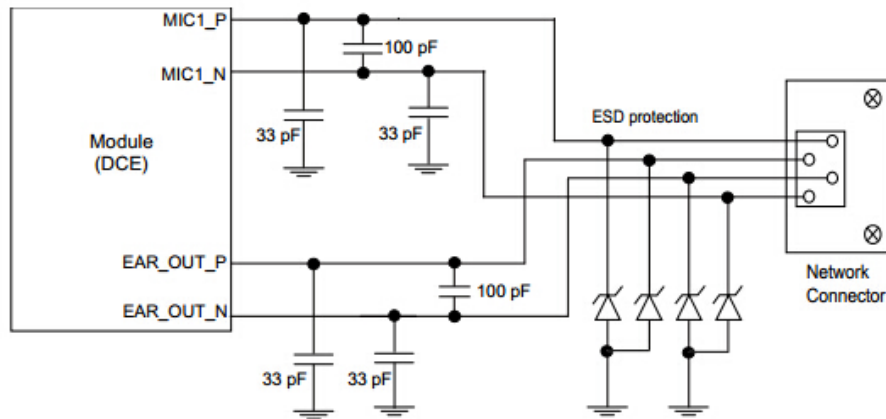 MIC1_P
100 pF
MIC1_N
33 pF
33 pF
ESD protection
Module
(DCE)
EAR_OUT_P
100 pF
EAR_OUT_N
33 pF
33 pF
Network
Connector